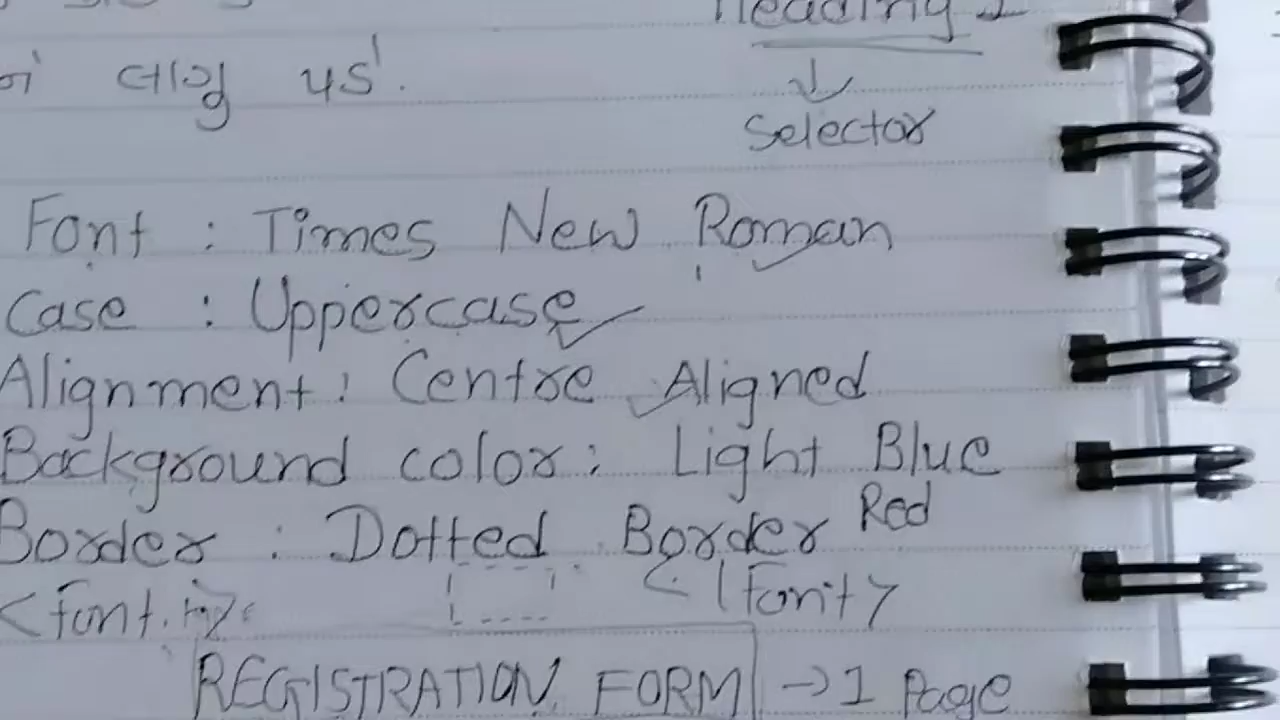 Heading 1
લાગુ પડે.
Selector
Font : Times New Roman
Case : Uppercase
Alignment : Centre Aligned
Background color : Light Blue
Border : Dotted Border Red
<font > </font>
REGISTRATION FORM → 1 Page